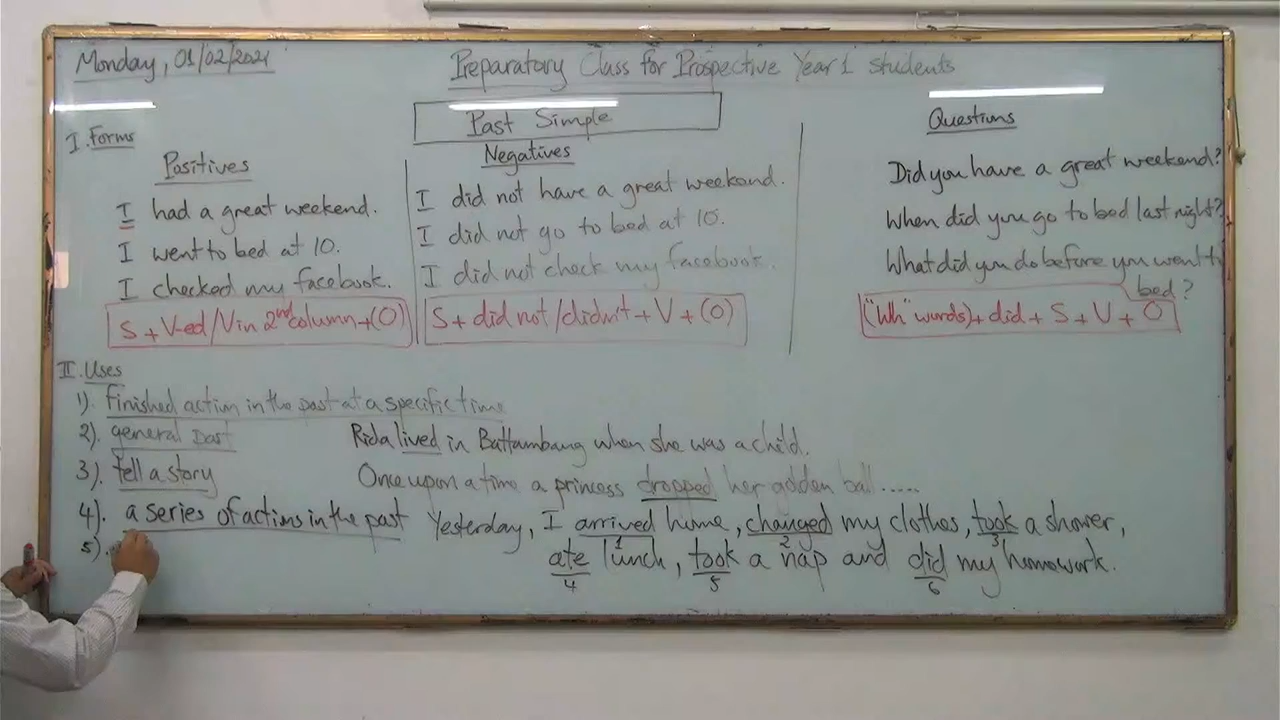 Monday, 01/02/2021
Preparatory Class for Prospective Year 1 students
Past Simple
I. Forms
Positives
I had a great weekend.
I went to bed at 10.
I checked my facebook.
S + V-ed/V in 2nd column + (O)
Negatives
I did not have a great weekend.
I did not go to bed at 10.
I did not check my facebook.
S + did not/didn't + V + (O)
Questions
Did you have a great weekend?
When did you go to bed last night?
What did you do before you went to
bed?
("Wh" words) + did + S + V + O
II. Uses
1). Finished action in the past at a specific time
2). general past Rida lived in Battambang when she was a child.
3). tell a story Once upon a time a princess dropped her golden ball.....
4). a series of actions in the past Yesterday, I arrived home, changed my clothes, took a shower,
1 2 3
ate lunch, took a nap and did my homework.
4 5 6
5).